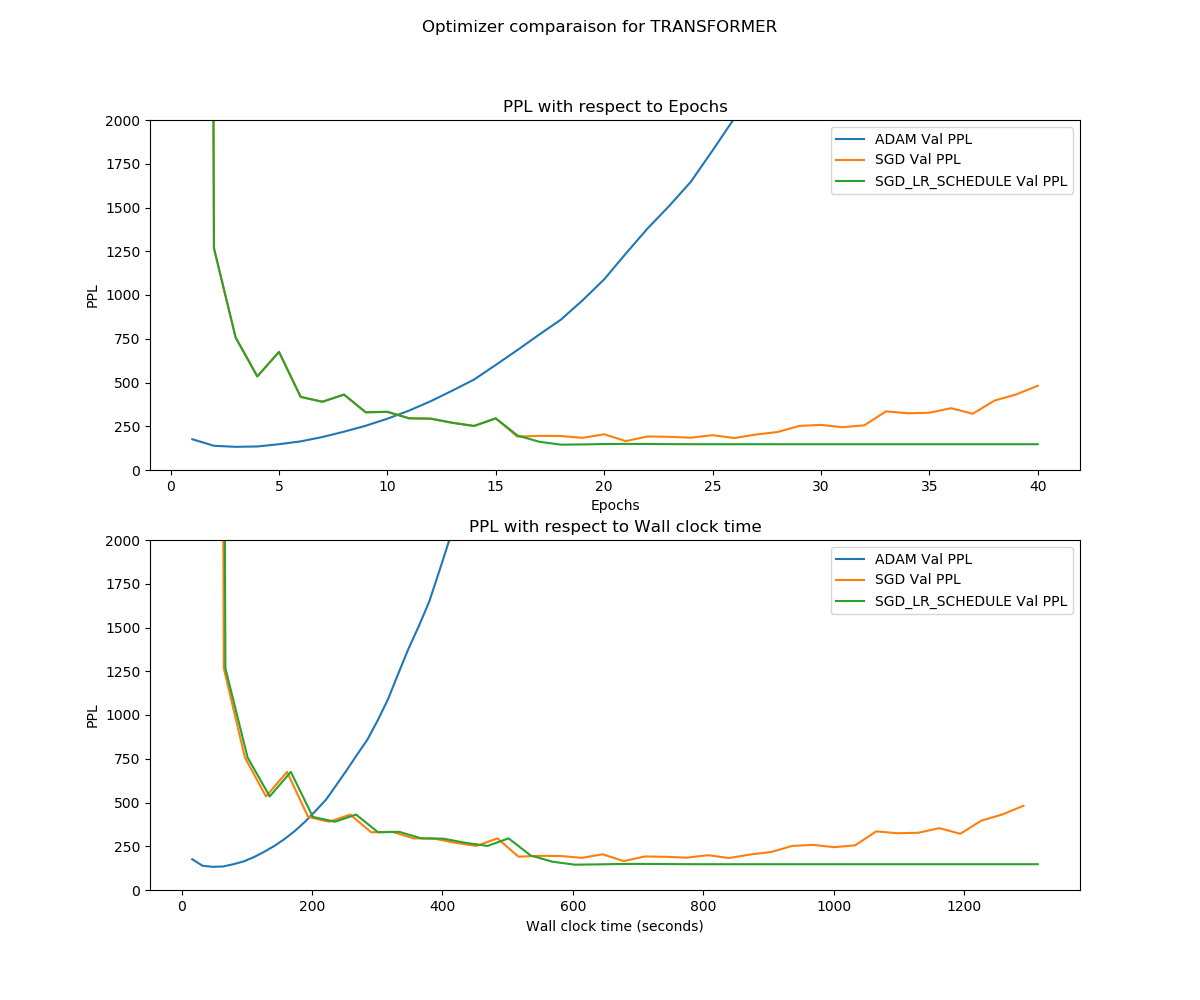 Optimizer comparaison for TRANSFORMER
PPL with respect to Epochs
2000
1750
1500
1250
1000
750
500
250
0
PPL
ADAM Val PPL
SGD Val PPL
SGD_LR_SCHEDULE Val PPL
0 5 10 15 20 25 30 35 40
Epochs
PPL with respect to Wall clock time
2000
1750
1500
1250
1000
750
500
250
0
PPL
ADAM Val PPL
SGD Val PPL
SGD_LR_SCHEDULE Val PPL
0 200 400 600 800 1000 1200
Wall clock time (seconds)